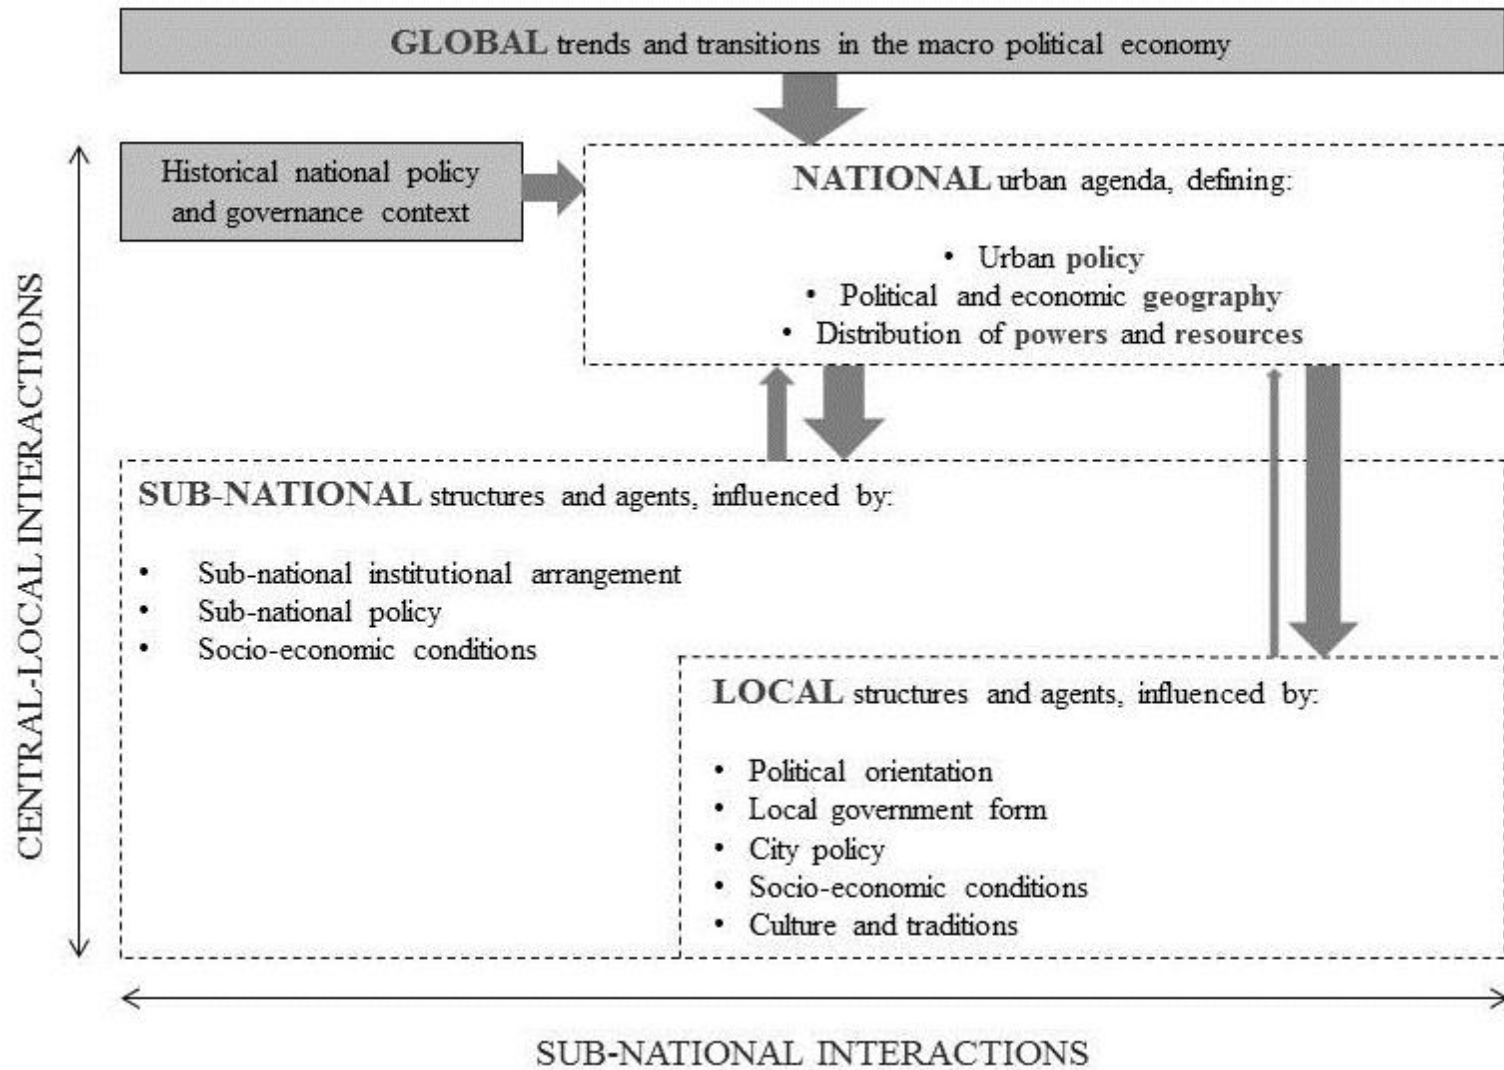 GLOBAL trends and transitions in the macro political economy
Historical national policy
and governance context
NATIONAL urban agenda, defining:
• Urban policy
• Political and economic geography
• Distribution of powers and resources
CENTRAL-LOCAL INTERACTIONS
SUB-NATIONAL structures and agents, influenced by:
• Sub-national institutional arrangement
• Sub-national policy
• Socio-economic conditions
LOCAL structures and agents, influenced by:
• Political orientation
• Local government form
• City policy
• Socio-economic conditions
• Culture and traditions
SUB-NATIONAL INTERACTIONS